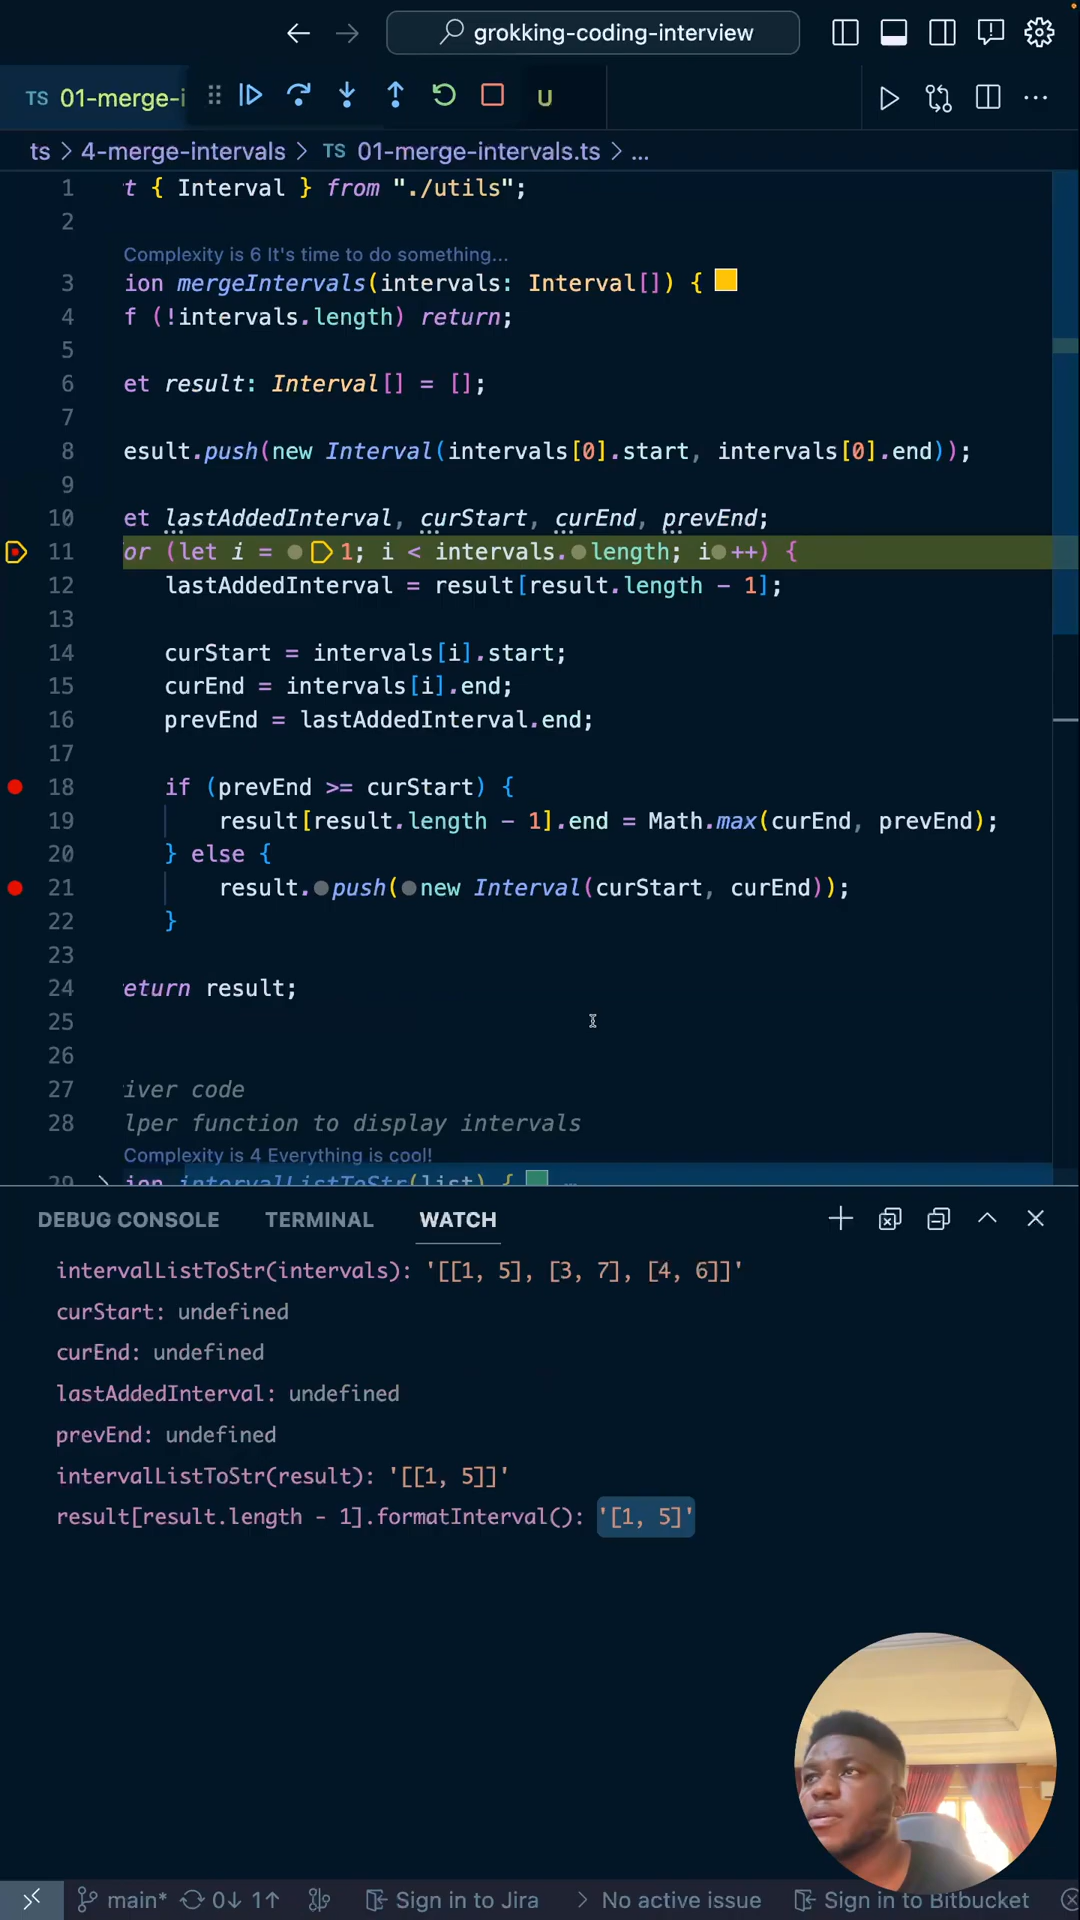 grokking-coding-interview
TS 01-merge-i U
ts > 4-merge-intervals > TS 01-merge-intervals.ts > ...
1 t { Interval } from "./utils";
2
Complexity is 6 It's time to do something...
3 ion mergeIntervals(intervals: Interval[]) {
4 f (!intervals.length) return;
5
6 et result: Interval[] = [];
7
8 esult.push(new Interval(intervals[0].start, intervals[0].end));
9
10 et lastAddedInterval, curStart, curEnd, prevEnd;
11 or (let i = 1; i < intervals.length; i++) {
12 lastAddedInterval = result[result.length - 1];
13
14 curStart = intervals[i].start;
15 curEnd = intervals[i].end;
16 prevEnd = lastAddedInterval.end;
17
18 if (prevEnd >= curStart) {
19 result[result.length - 1].end = Math.max(curEnd, prevEnd);
20 } else {
21 result.push(new Interval(curStart, curEnd));
22 }
23
24 eturn result;
25
26
27 iver code
28 lper function to display intervals
Complexity is 4 Everything is cool!
29 ion intervalListToStr(list) {
DEBUG CONSOLE TERMINAL WATCH
intervalListToStr(intervals): '[[1, 5], [3, 7], [4, 6]]'
curStart: undefined
curEnd: undefined
lastAddedInterval: undefined
prevEnd: undefined
intervalListToStr(result): '[[1, 5]]'
result[result.length - 1].formatInterval(): '[1, 5]'
main* 0↓ 1↑ Sign in to Jira > No active issue Sign in to Bitbucket